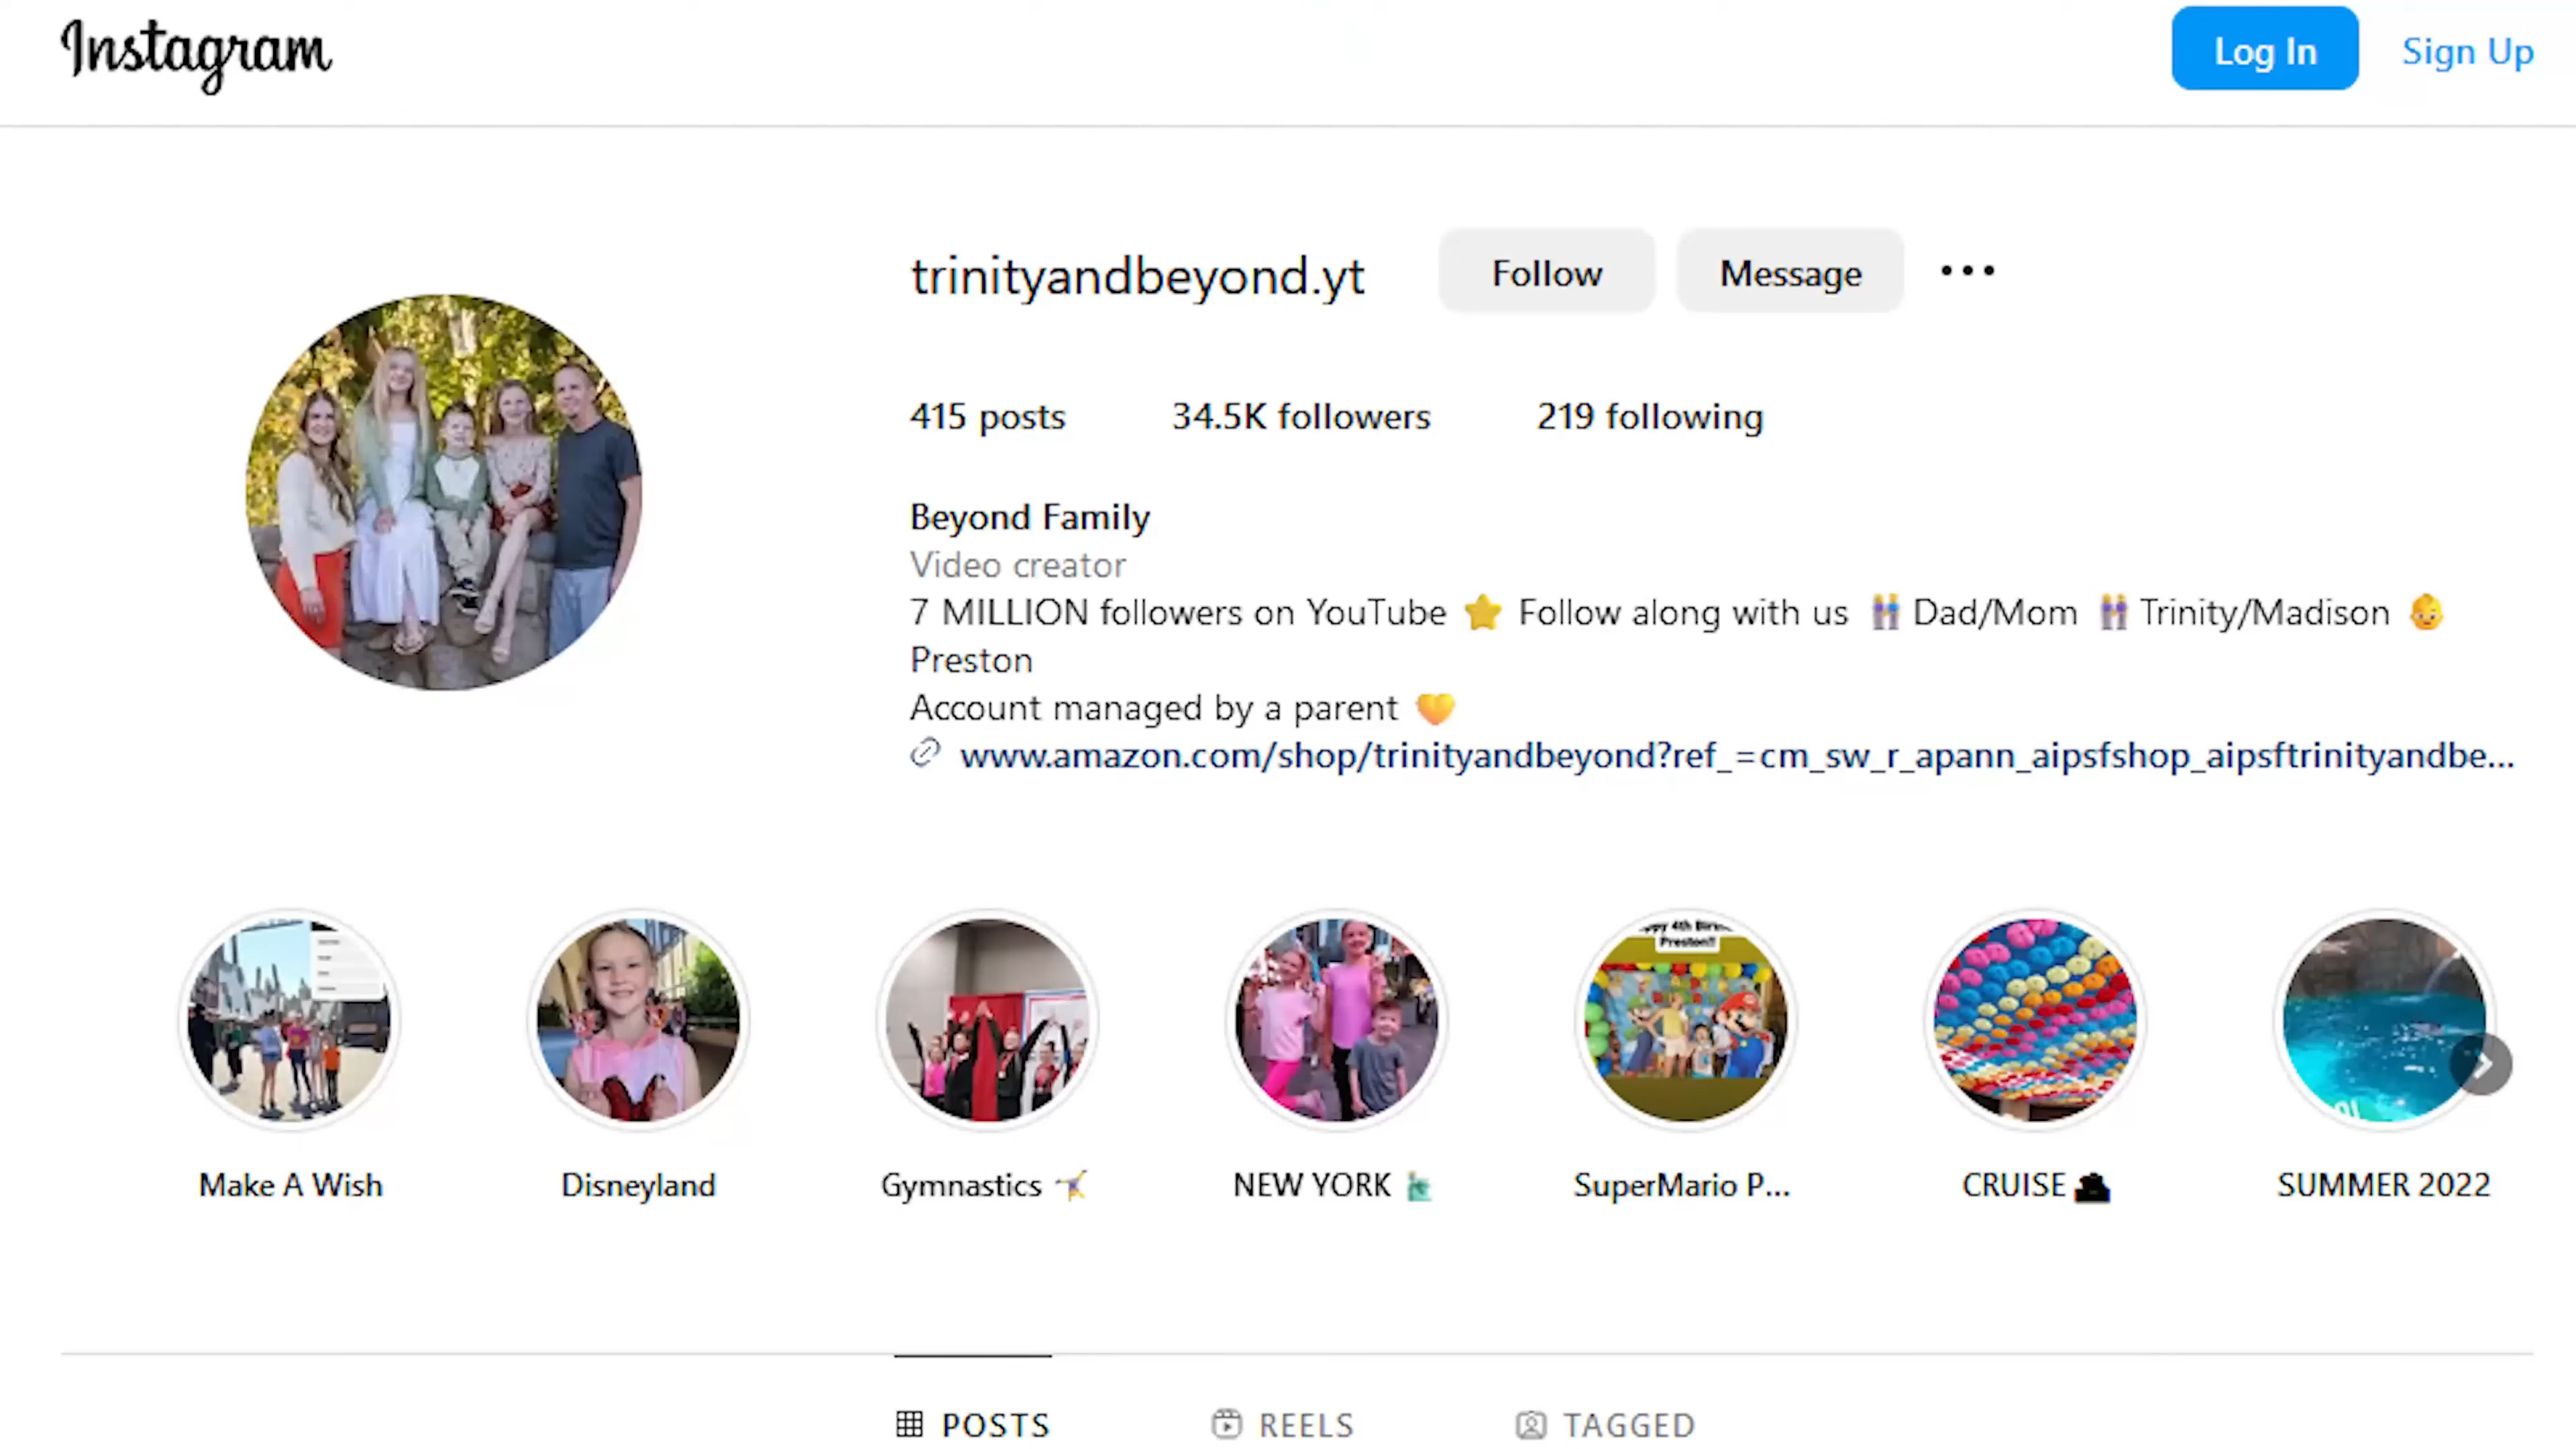 Instagram
Log In
Sign Up
trinityandbeyond.yt
Follow
Message
415 posts
34.5K followers
219 following
Beyond Family
Video creator
7 MILLION followers on YouTube ⭐ Follow along with us 👫 Dad/Mom 👭 Trinity/Madison 👶
Preston
Account managed by a parent 💛
www.amazon.com/shop/trinityandbeyond?ref_=cm_sw_r_apann_aipsfshop_aipsftrinityandbe...
4th
Preston!!
Make A Wish
Disneyland
Gymnastics 🤸‍♀️
NEW YORK 🗽
SuperMario P...
CRUISE
SUMMER 2022
POSTS
REELS
TAGGED